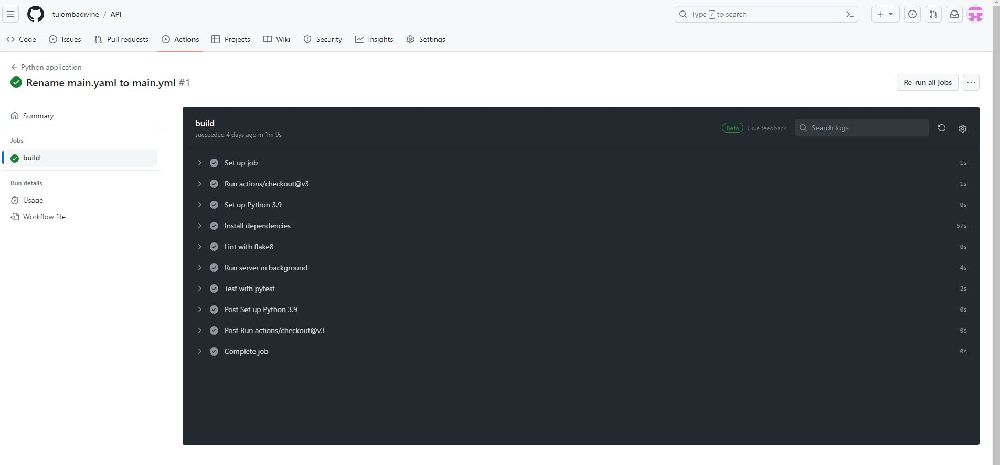 tulombadivine / API
Type / to search
Code Issues Pull requests Actions Projects Wiki Security Insights Settings
Python application
Rename main.yaml to main.yml #1
Re-run all jobs
Summary
Jobs
build
Run details
Usage
Workflow file
build
succeeded 4 days ago in 1m 9s
Beta Give feedback
Search logs
Set up job 1s
Run actions/checkout@v3 1s
Set up Python 3.9 0s
Install dependencies 57s
Lint with flake8 0s
Run server in background 4s
Test with pytest 2s
Post Set up Python 3.9 0s
Post Run actions/checkout@v3 0s
Complete job 0s